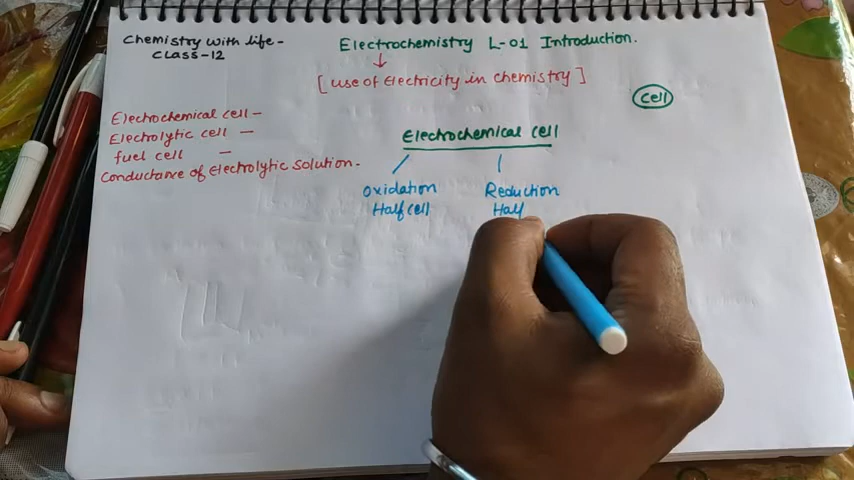 Chemistry with life-
Class-12
Electrochemistry L-01 Introduction.
[ use of Electricity in chemistry ]
cell
Electrochemical cell-
Electrolytic cell -
fuel cell -
Conductance of Electrolytic Solution.-
Electrochemical cell
Oxidation
Half cell
Reduction
Half